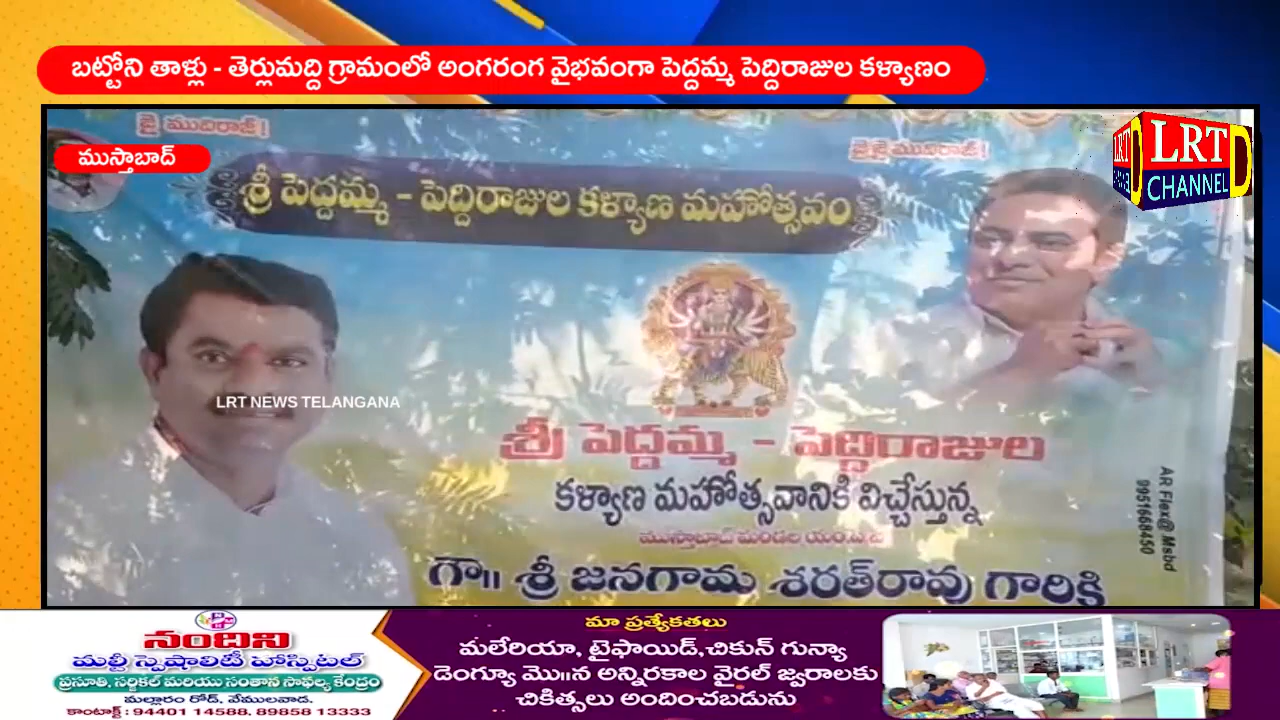 బట్టోని తాళ్లు - తెర్లుమద్ది గ్రామంలో అంగరంగ వైభవంగా పెద్దమ్మ పెద్దిరాజుల కళ్యాణం
జై ముదిరాజ్!
జై జై ముదిరాజ్!
ముస్తాబాద్
LRT
CHANNEL
శ్రీ పెద్దమ్మ - పెద్దిరాజుల కళ్యాణ మహోత్సవం
LRT NEWS TELANGANA
శ్రీ పెద్దమ్మ - పెద్దిరాజుల
కళ్యాణ మహోత్సవానికి విచ్చేస్తున్న
ముస్తాబాద్ మండల యం.పి.పి
గౌ॥ శ్రీ జనగామ శరత్‌రావు గారికి
AR Flex@ Msbd
9951668450
నందిని
మల్టీ స్పెషాలిటీ హాస్పిటల్
ప్రసూతి, సర్జికల్ మరియు సంతాన సాఫల్య కేంద్రం
మల్లారం రోడ్, వేములవాడ.
కాంటాక్ట్ : 94401 14588, 89858 13333
మా ప్రత్యేకతలు
మలేరియా, టైఫాయిడ్,చికున్ గున్యా
డెంగ్యూ మొ॥న అన్నిరకాల వైరల్ జ్వరాలకు
చికిత్సలు అందించబడును